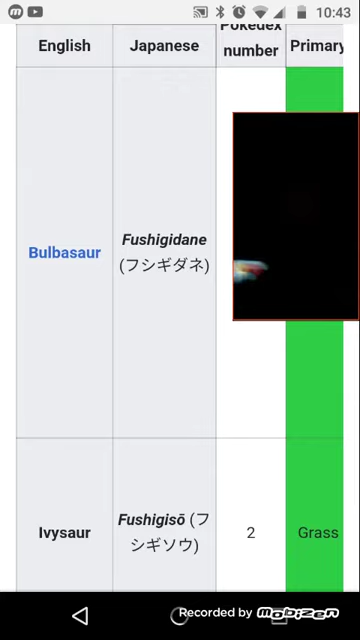 10:43
Pokédex
English Japanese number Primary
Bulbasaur
Fushigidane
(フシギダネ)
Ivysaur
Fushigisō (フ
シギソウ)
2
Grass
Recorded by mobizen